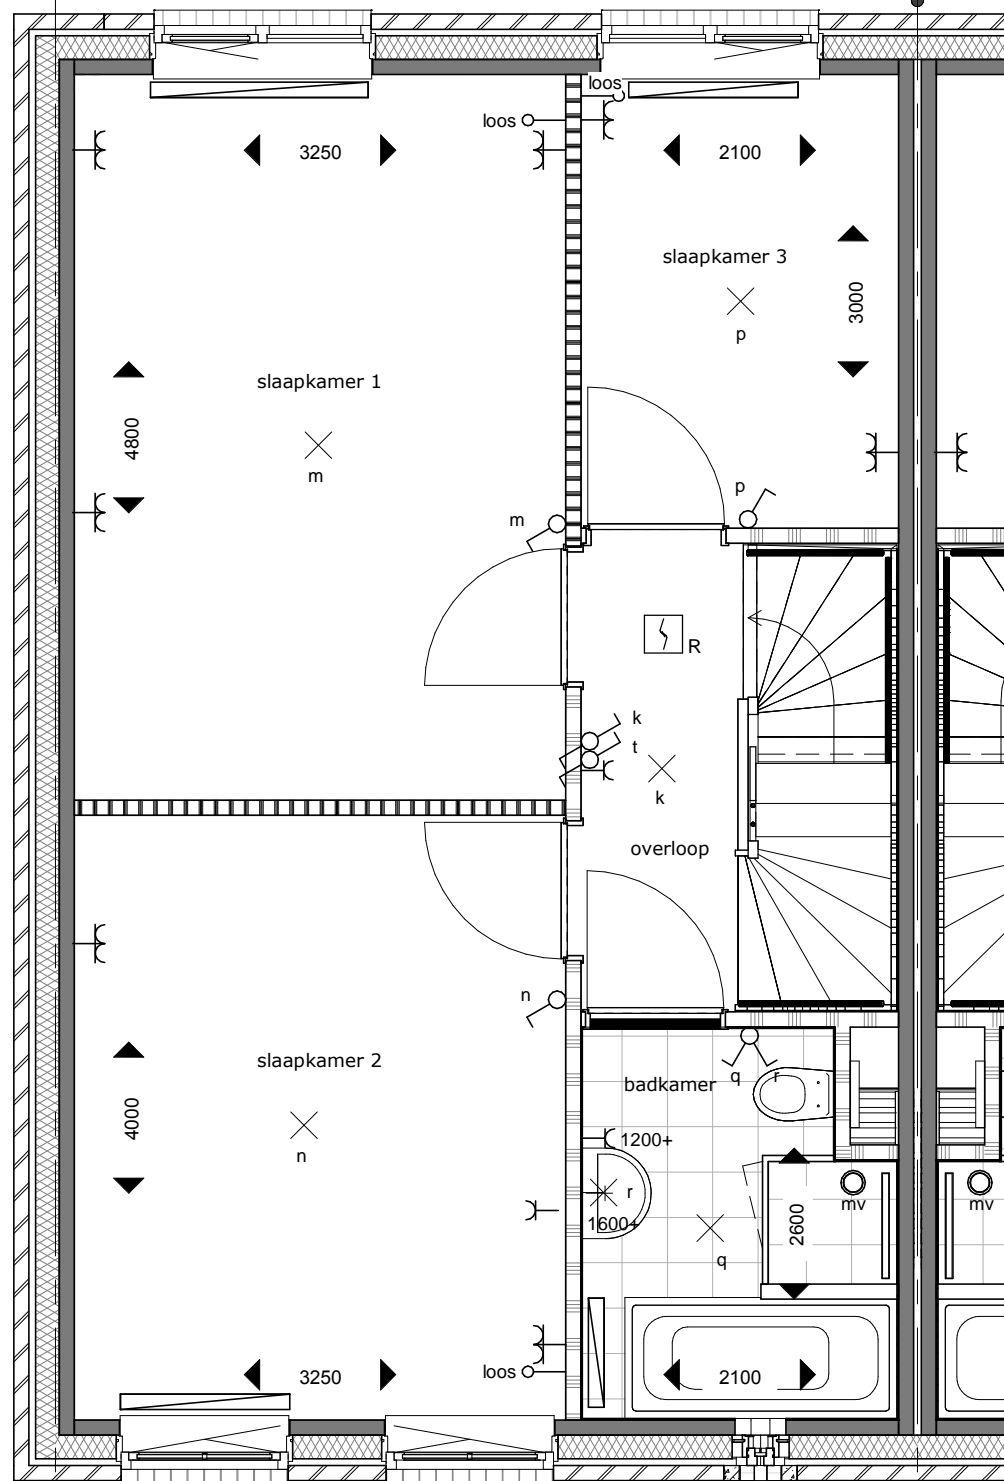 loos
loos
3250
2100
slaapkamer 3
3000
p
slaapkamer 1
4800
m
p
m
R
k
t
k
overloop
n
slaapkamer 2
badkamer
q
r
4000
1200+
n
r
mv
mv
1600+
2600
q
loos
3250
2100